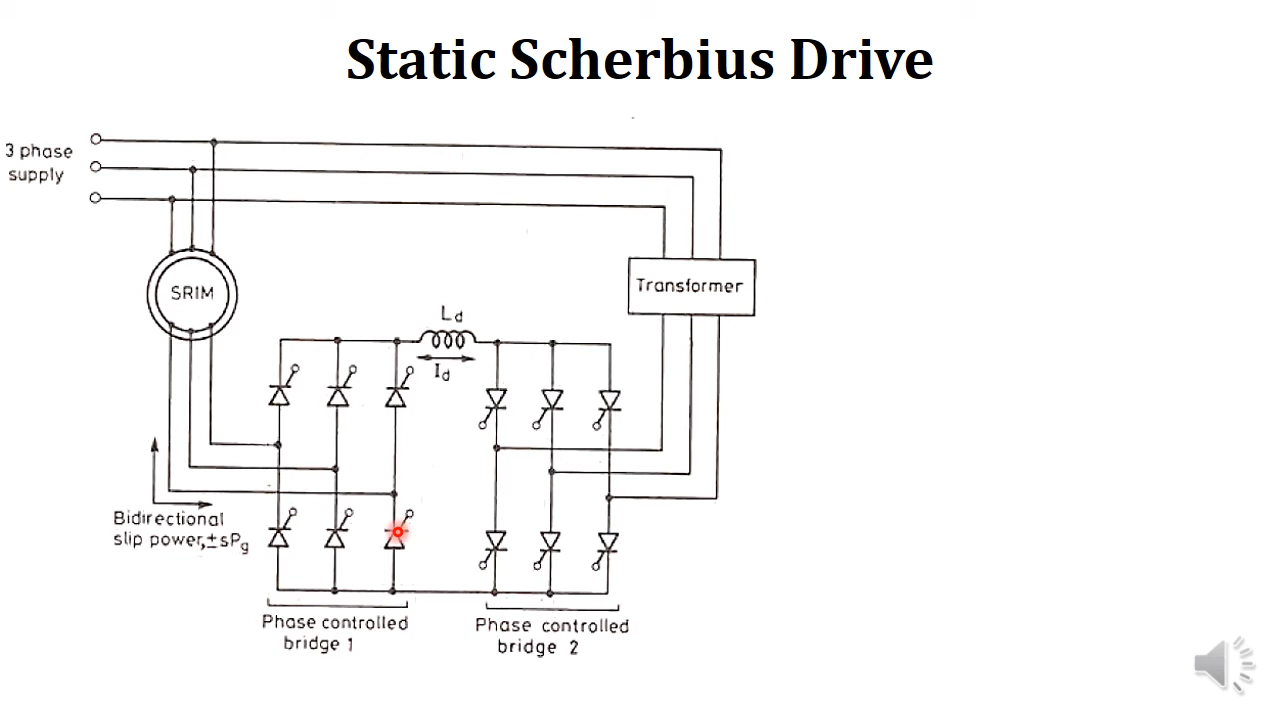 Static Scherbius Drive
3 phase
supply
SRIM
Transformer
Ld
Id
Bidirectional
slip power,±sPg
Phase controlled
bridge 1
Phase controlled
bridge 2